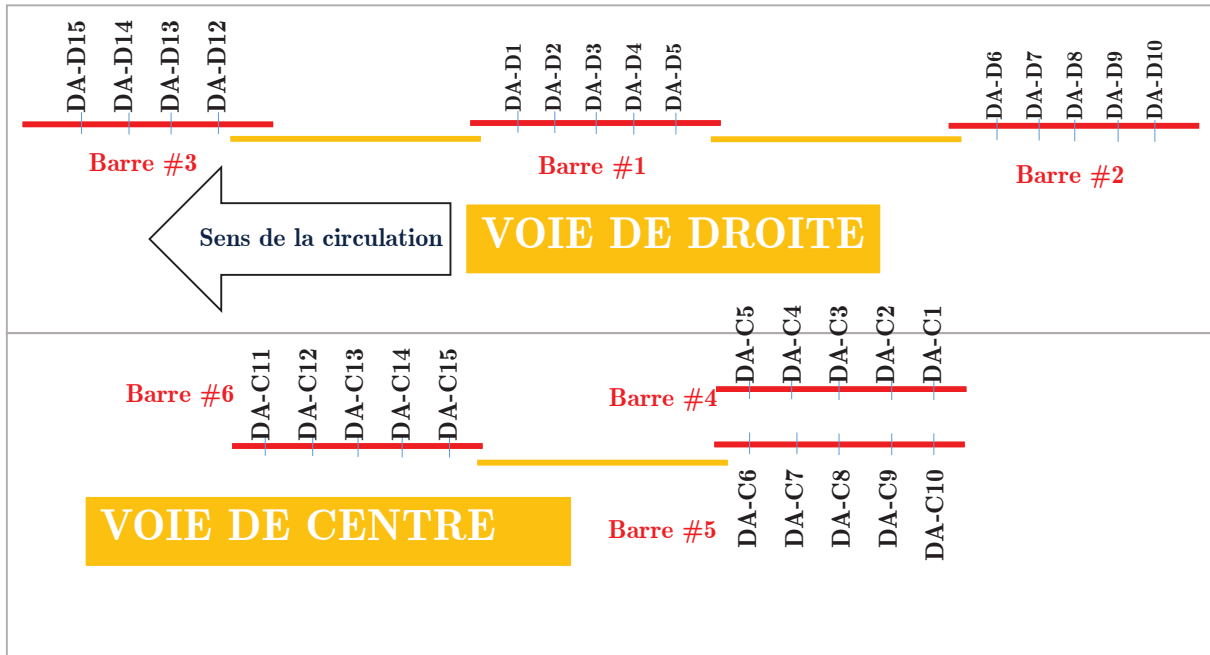 DA-D15
DA-D14
DA-D13
DA-D12
DA-D1
DA-D2
DA-D3
DA-D4
DA-D5
DA-D6
DA-D7
DA-D8
DA-D9
DA-D10
Barre #3
Barre #1
Barre #2
Sens de la circulation
VOIE DE DROITE
DA-C11
DA-C12
DA-C13
DA-C14
DA-C15
DA-C5
DA-C4
DA-C3
DA-C2
DA-C1
Barre #6
Barre #4
VOIE DE CENTRE
Barre #5
DA-C6
DA-C7
DA-C8
DA-C9
DA-C10